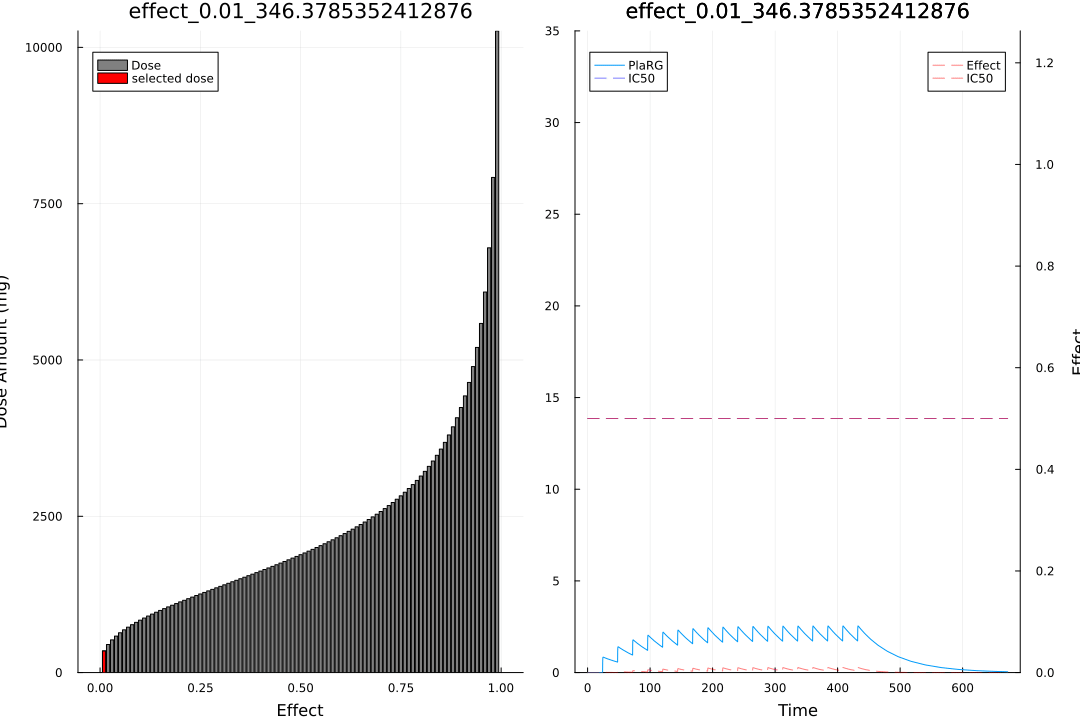 effect_0.01_346.3785352412876
10000
7500
5000
2500
0
Dose Amount (mg)
Dose
selected dose
0.00
0.25
0.50
0.75
1.00
Effect
effect_0.01_346.3785352412876
35
30
25
20
15
10
5
0
PlaRG
IC50
Effect
IC50
1.2
1.0
0.8
0.6
0.4
0.2
0.0
Effect
0
100
200
300
400
500
600
Time